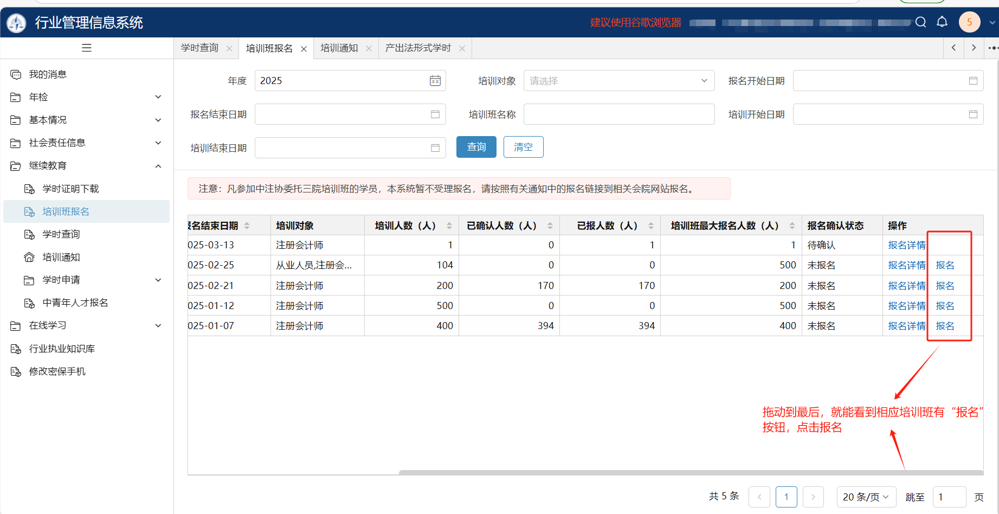 行业管理信息系统
建议使用谷歌浏览器
5
学时查询
培训班报名
培训通知
产出法形式学时
我的消息
年检
基本情况
社会责任信息
继续教育
学时证明下载
培训班报名
学时查询
培训通知
学时申请
中青年人才报名
在线学习
行业执业知识库
修改密保手机
年度 2025 培训对象 请选择 报名开始日期
报名结束日期 培训班名称 培训开始日期
培训结束日期 查询 清空
注意：凡参加中注协委托三院培训班的学员，本系统暂不受理报名，请按照有关通知中的报名链接到相关会院网站报名。
报名结束日期 培训对象 培训人数（人） 已确认人数（人） 已报人数（人） 培训班最大报名人数（人） 报名确认状态 操作
025-03-13 注册会计师 1 0 1 1 待确认 报名详情
025-02-25 从业人员,注册会... 104 0 0 500 未报名 报名详情 报名
025-02-21 注册会计师 200 170 170 200 未报名 报名详情 报名
025-01-12 注册会计师 500 0 0 500 未报名 报名详情 报名
025-01-07 注册会计师 400 394 394 400 未报名 报名详情 报名
拖动到最后，就能看到相应培训班有“报名”
按钮，点击报名
共 5 条 1 20 条/页 跳至 1 页